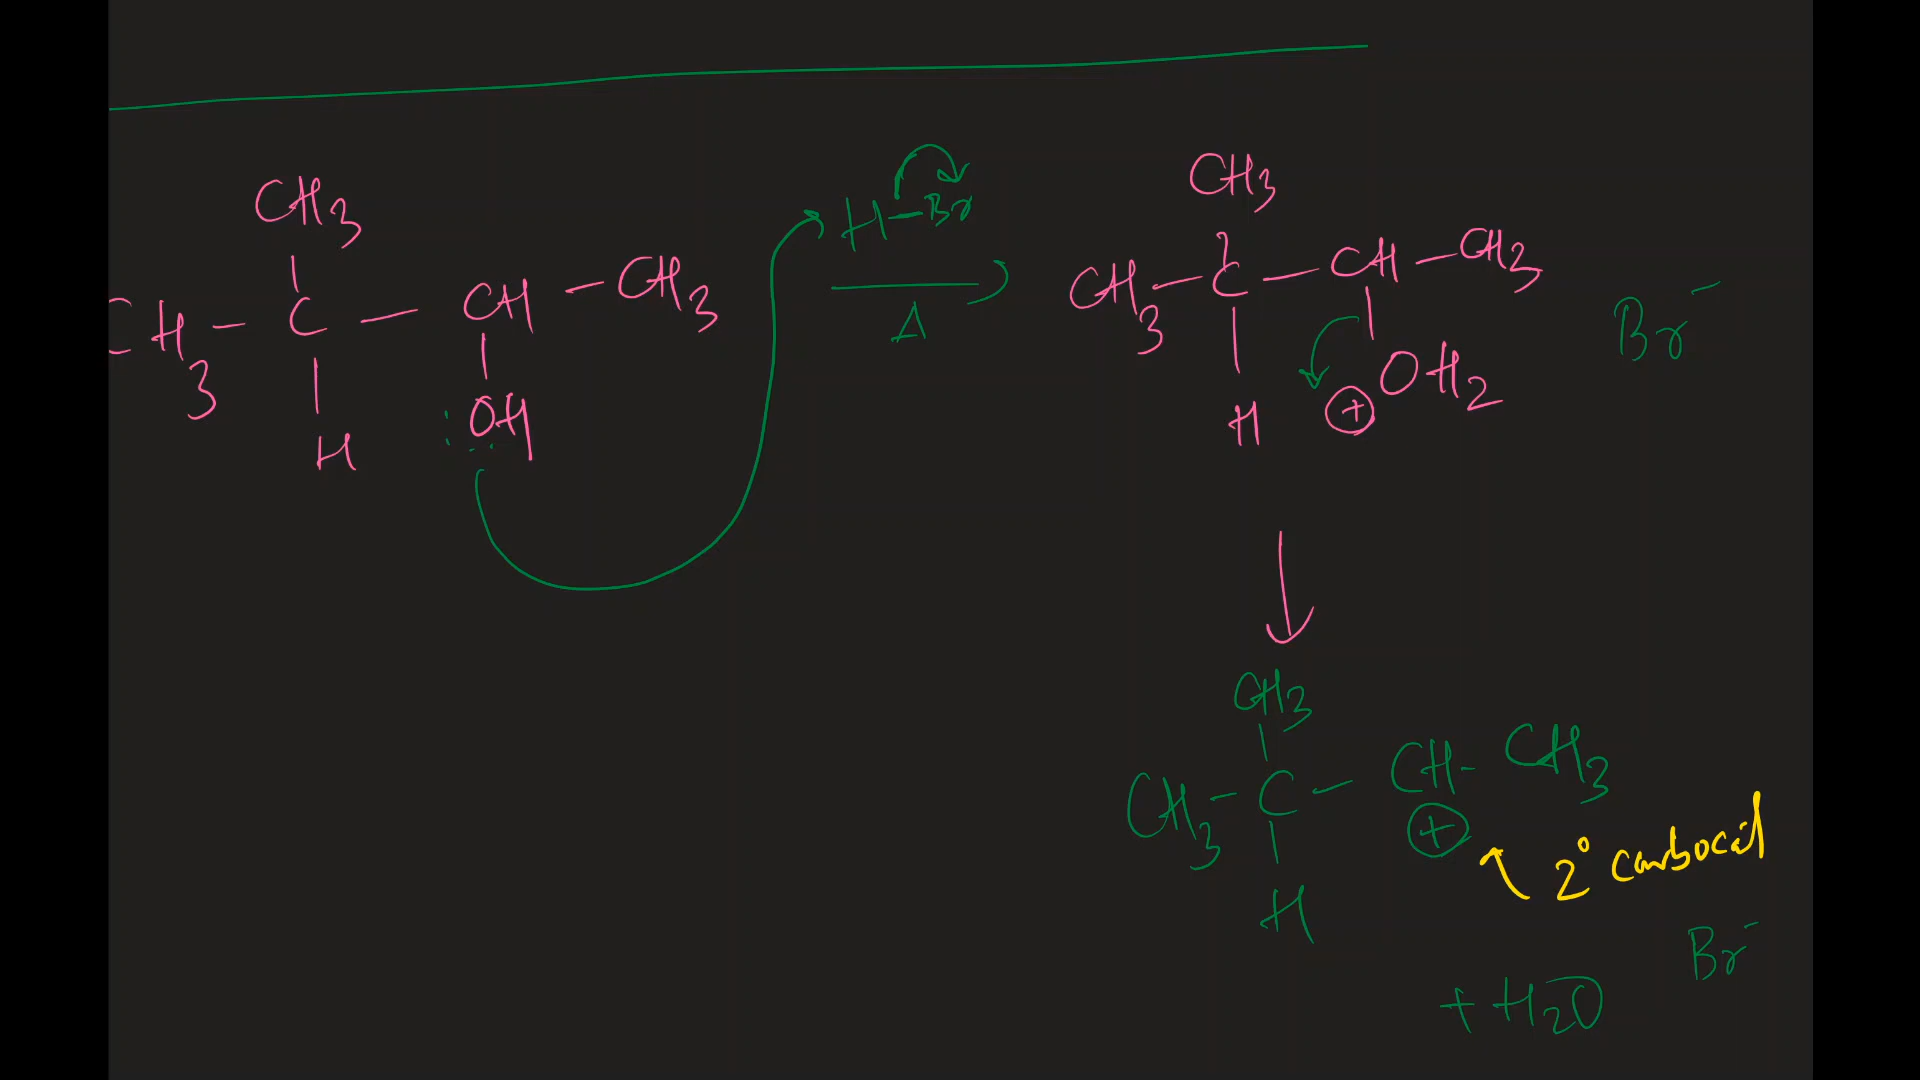 CH3
CH3 - C - CH - CH3
H
OH
H-Br
Δ
CH3
CH3 - C - CH - CH3
H
⊕ OH2
Br-
CH3
CH3 - C - CH - CH3
⊕
H
2° carbocat
Br-
+ H2O